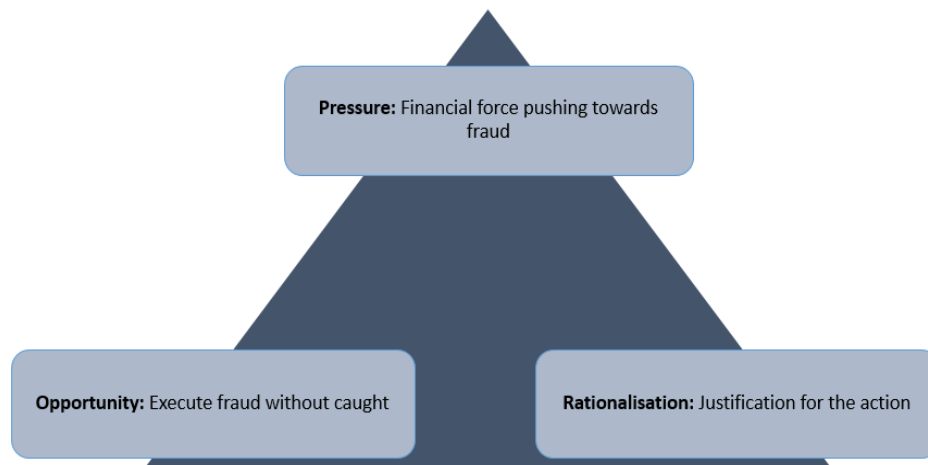 Pressure: Financial force pushing towards
fraud
Opportunity: Execute fraud without caught
Rationalisation: Justification for the action